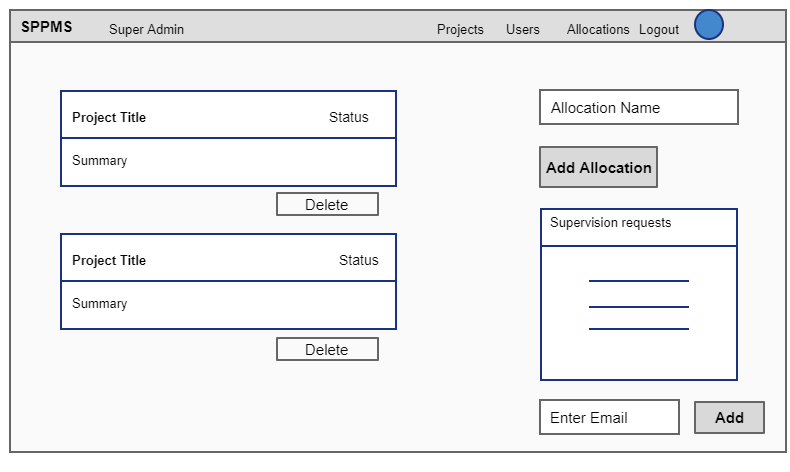 SPPMS Super Admin Projects Users Allocations Logout
Project Title Status
Summary
Delete
Project Title Status
Summary
Delete
Allocation Name
Add Allocation
Supervision requests
Enter Email Add